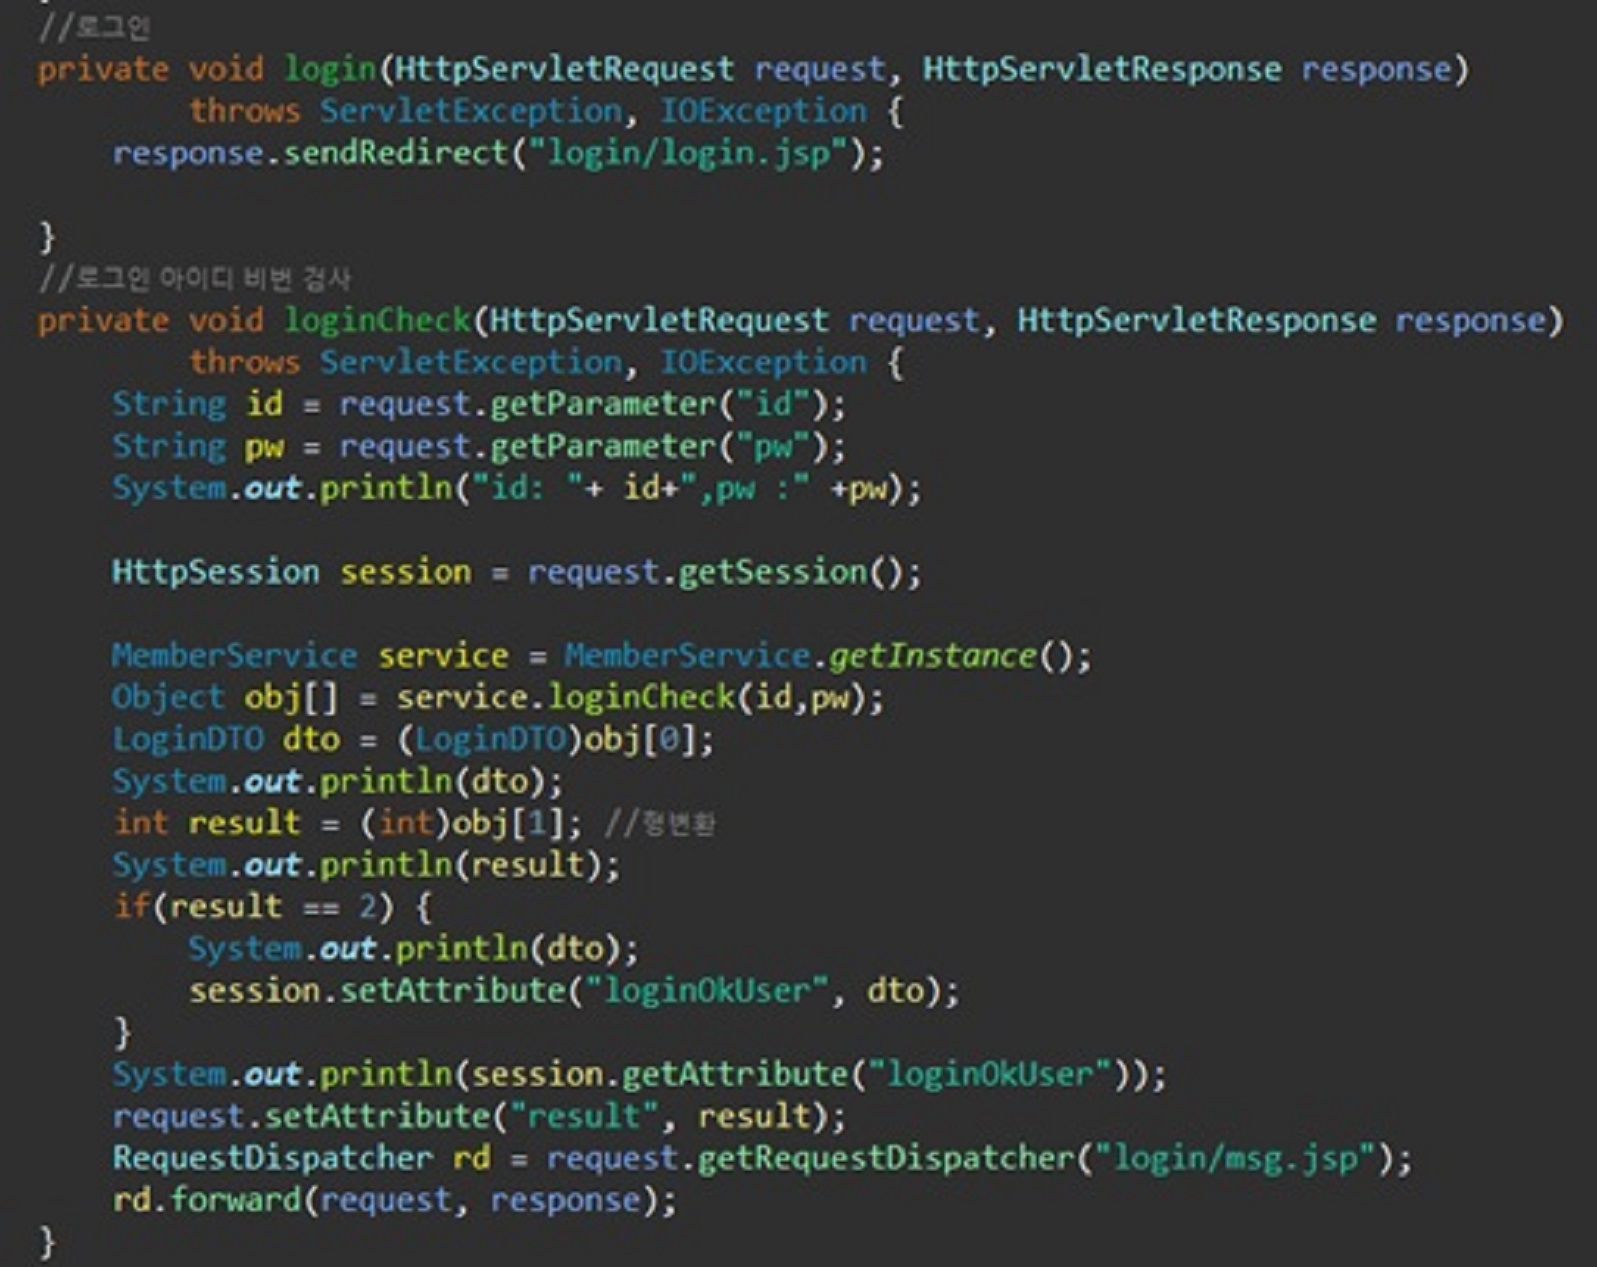 //로그인
private void login(HttpServletRequest request, HttpServletResponse response)
throws ServletException, IOException {
response.sendRedirect("login/login.jsp");
}
//로그인 아이디 비번 검사
private void loginCheck(HttpServletRequest request, HttpServletResponse response)
throws ServletException, IOException {
String id = request.getParameter("id");
String pw = request.getParameter("pw");
System.out.println("id: "+ id+",pw :" +pw);
HttpSession session = request.getSession();
MemberService service = MemberService.getInstance();
Object obj[] = service.loginCheck(id,pw);
LoginDTO dto = (LoginDTO)obj[0];
System.out.println(dto);
int result = (int)obj[1]; //형변환
System.out.println(result);
if(result == 2) {
System.out.println(dto);
session.setAttribute("loginOkUser", dto);
}
System.out.println(session.getAttribute("loginOkUser"));
request.setAttribute("result", result);
RequestDispatcher rd = request.getRequestDispatcher("login/msg.jsp");
rd.forward(request, response);
}